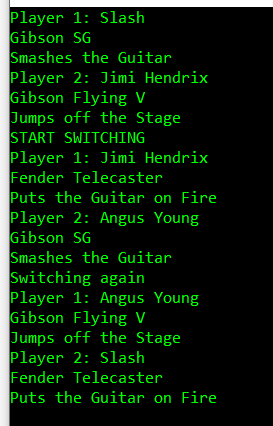 Player 1: Slash
Gibson SG
Smashes the Guitar
Player 2: Jimi Hendrix
Gibson Flying V
Jumps off the Stage
START SWITCHING
Player 1: Jimi Hendrix
Fender Telecaster
Puts the Guitar on Fire
Player 2: Angus Young
Gibson SG
Smashes the Guitar
Switching again
Player 1: Angus Young
Gibson Flying V
Jumps off the Stage
Player 2: Slash
Fender Telecaster
Puts the Guitar on Fire